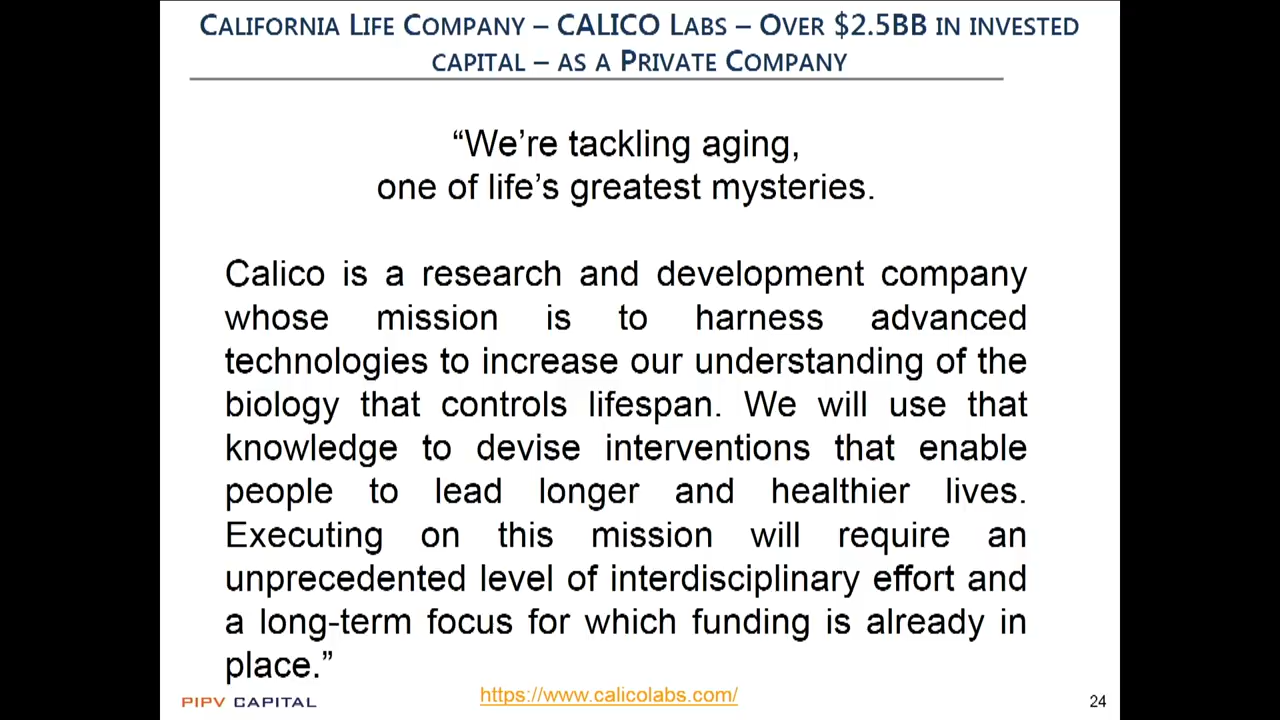 CALIFORNIA LIFE COMPANY – CALICO LABS – OVER $2.5BB IN INVESTED
CAPITAL – AS A PRIVATE COMPANY
“We’re tackling aging,
one of life’s greatest mysteries.
Calico is a research and development company
whose mission is to harness advanced
technologies to increase our understanding of the
biology that controls lifespan. We will use that
knowledge to devise interventions that enable
people to lead longer and healthier lives.
Executing on this mission will require an
unprecedented level of interdisciplinary effort and
a long-term focus for which funding is already in
place.”
PIPV CAPITAL
https://www.calicolabs.com/
24